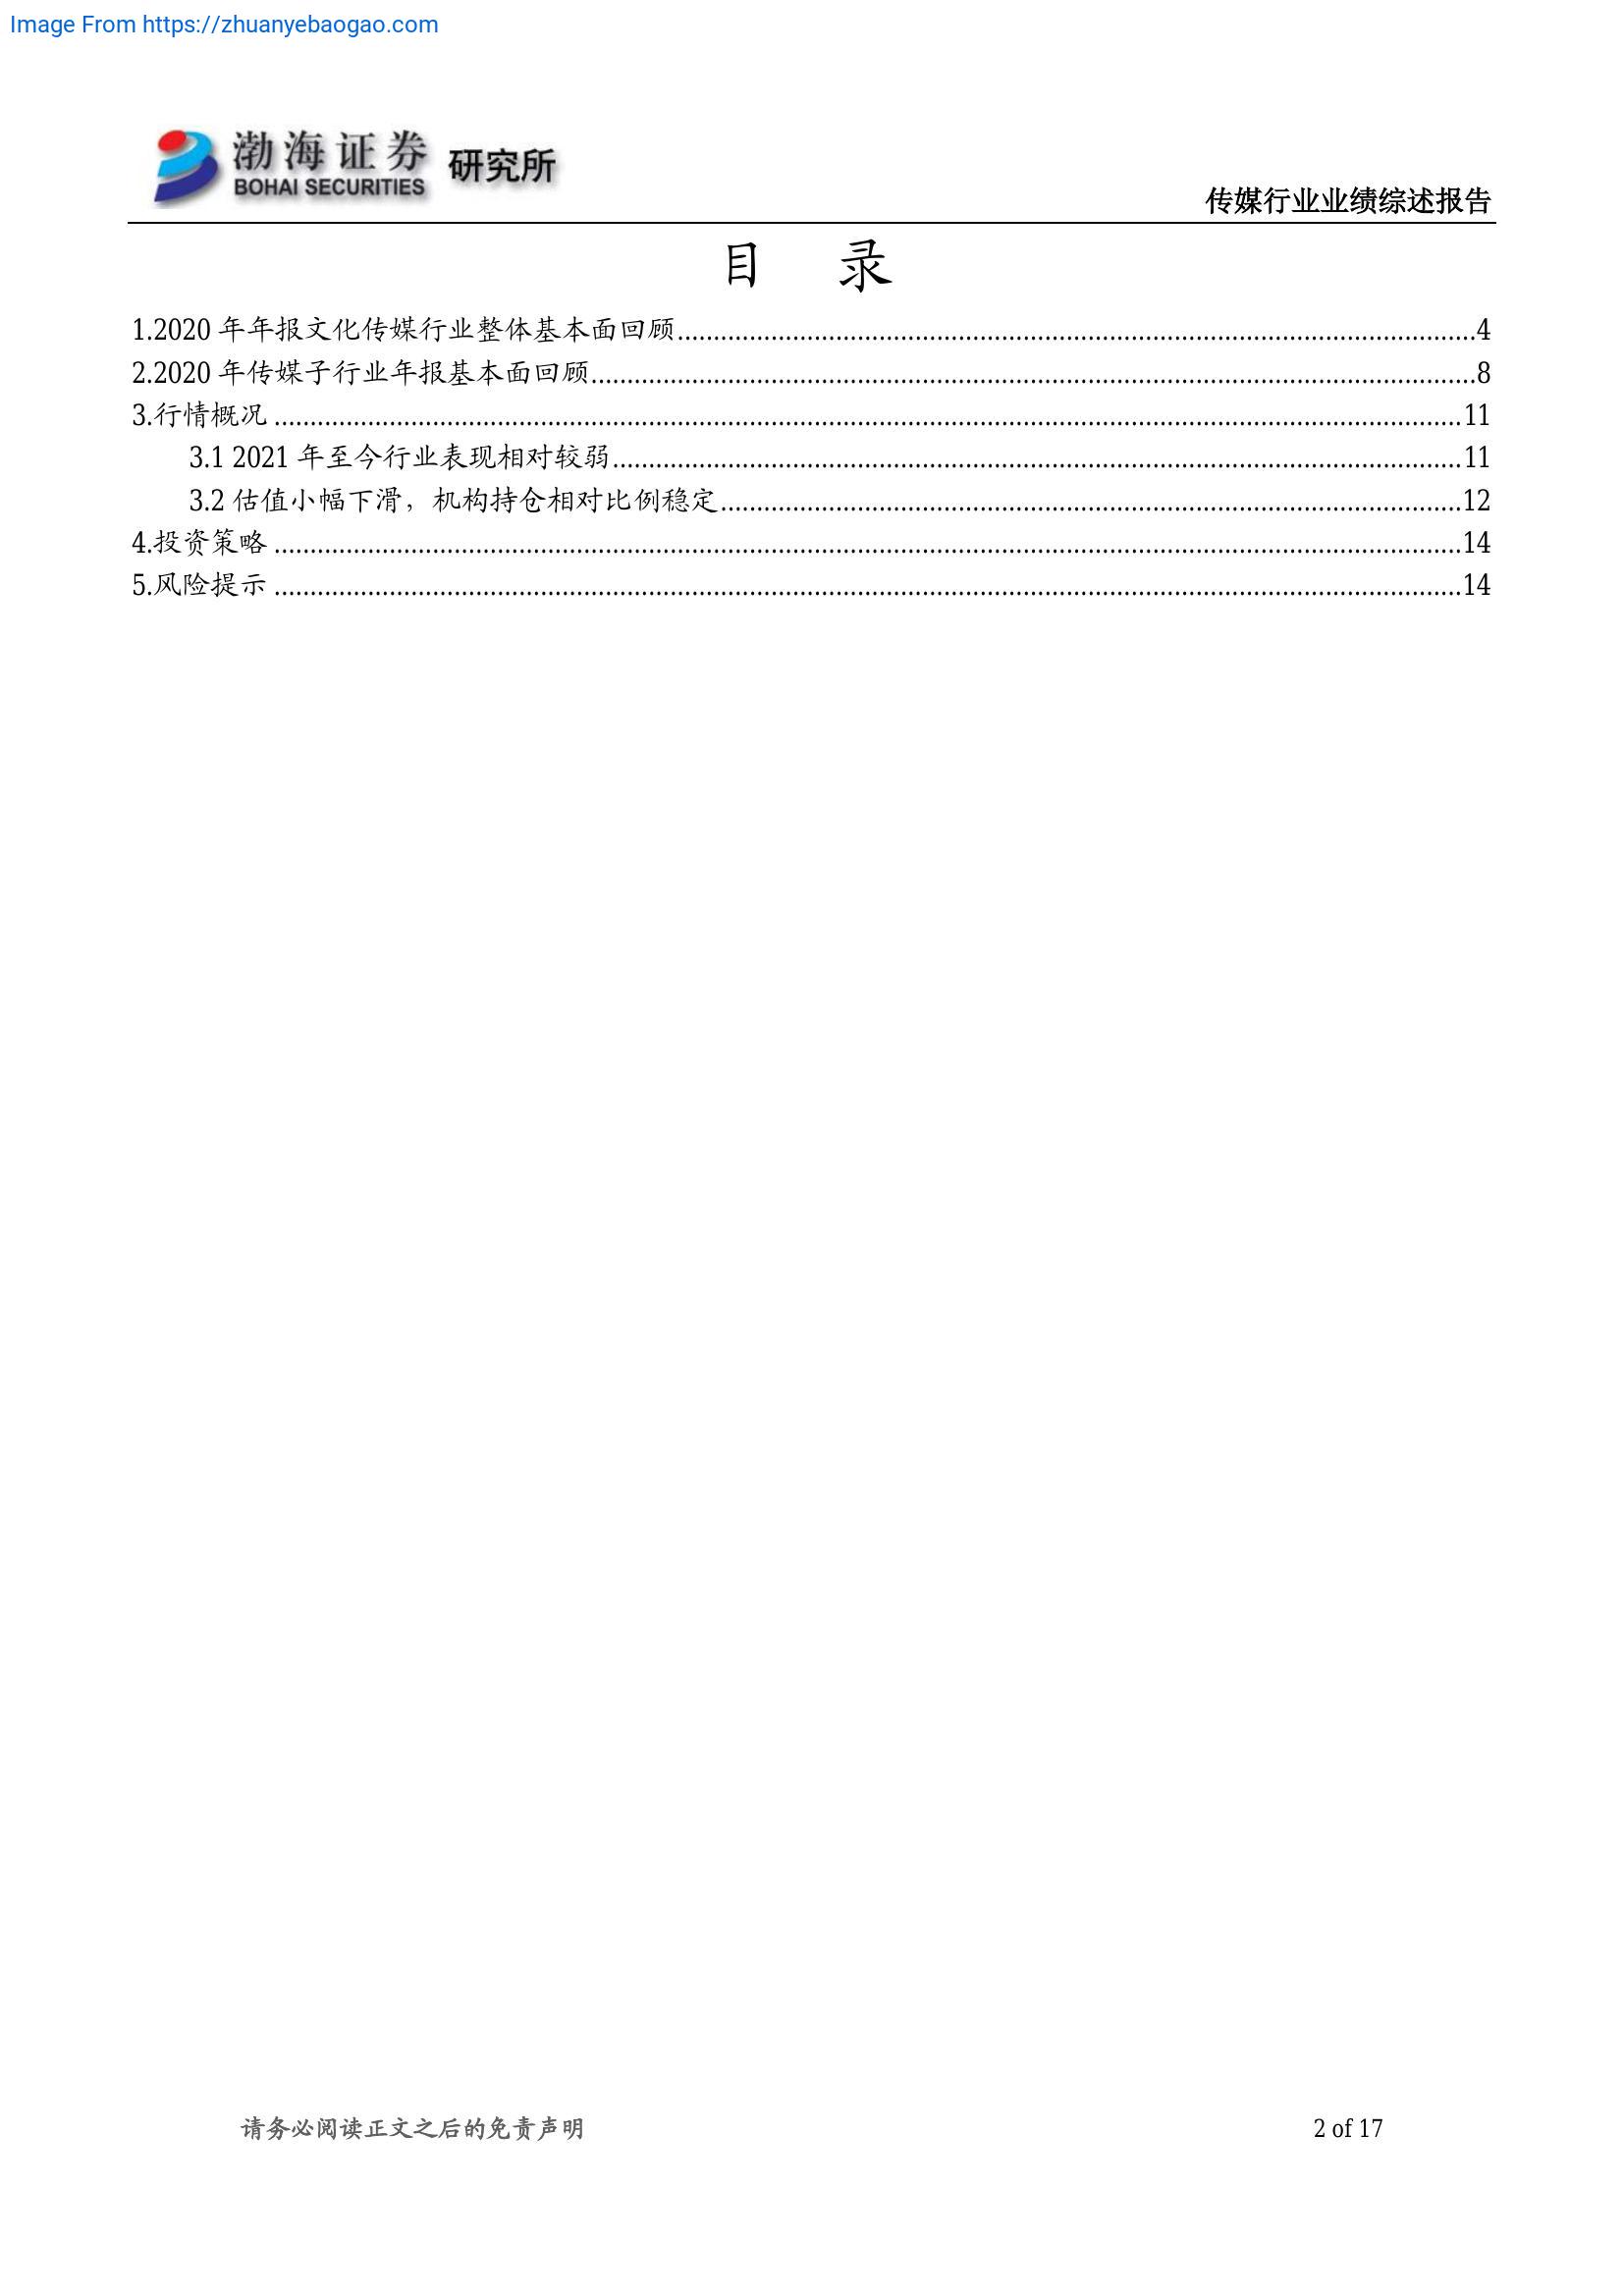 Image From https://zhuanyebaogao.com
渤海证券 研究所
BOHAI SECURITIES
传媒行业业绩综述报告
目 录
1.2020 年年报文化传媒行业整体基本面回顾....................4
2.2020 年传媒子行业年报基本面回顾....................8
3.行情概况....................11
3.1 2021 年至今行业表现相对较弱....................11
3.2 估值小幅下滑，机构持仓相对比例稳定....................12
4.投资策略....................14
5.风险提示....................14
请务必阅读正文之后的免责声明 2 of 17